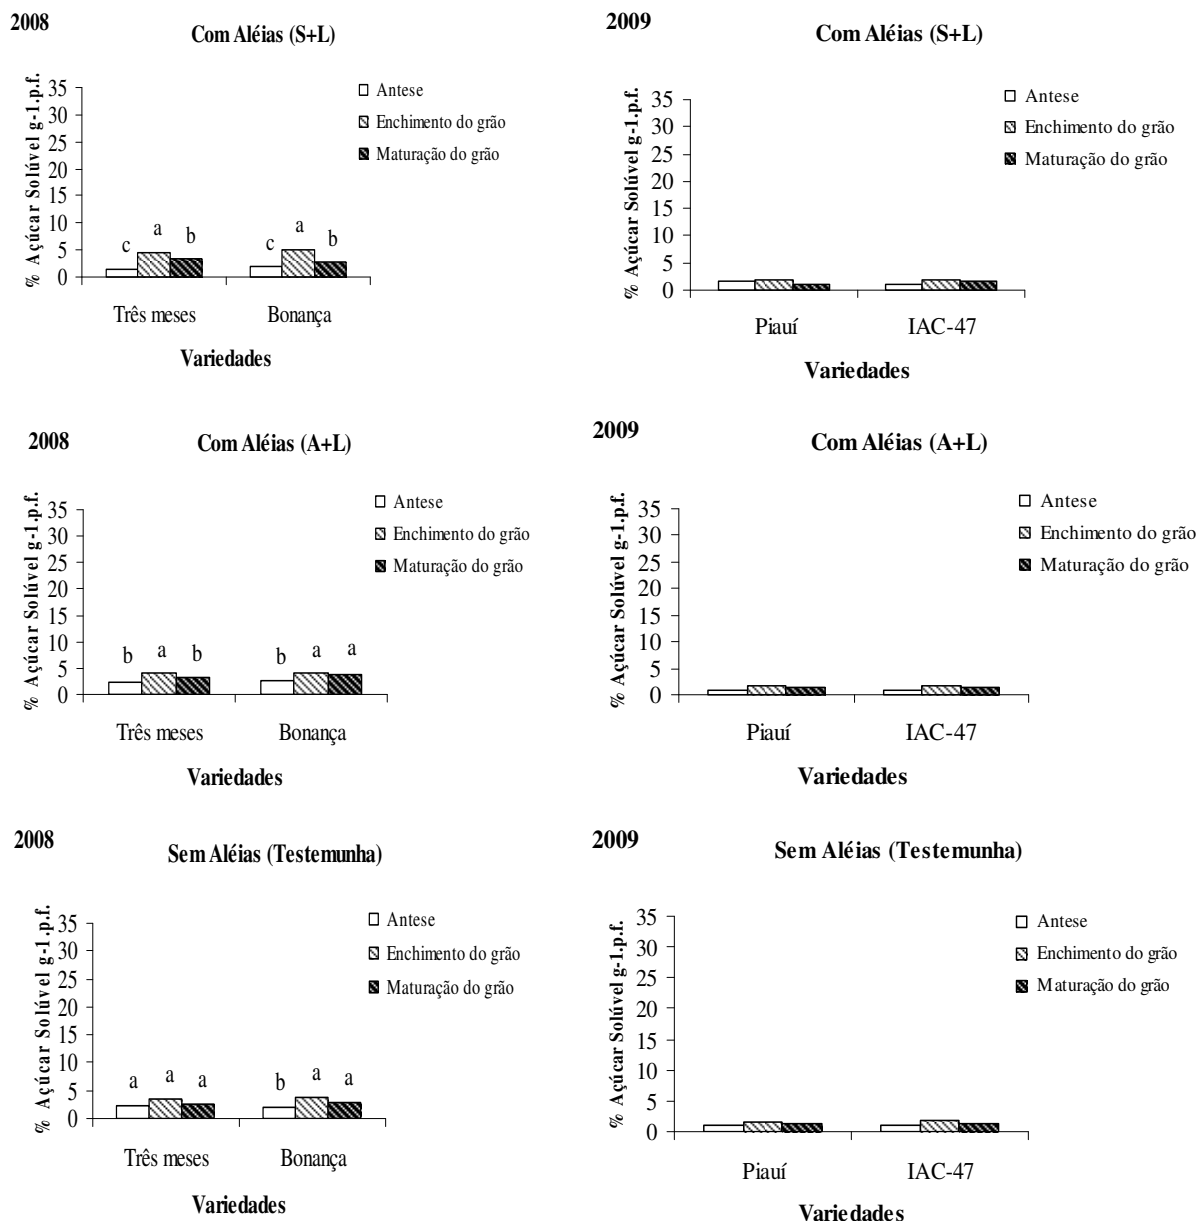 2008
Com Aléias (S+L)
% Açúcar Solúvel g-1.p.f.
35
30
25
20
15
10
5
0
Antese
Enchimento do grão
Maturação do grão
c a b c a b
Três meses Bonança
Variedades
2009
Com Aléias (S+L)
% Açúcar Solúvel g-1.p.f.
35
30
25
20
15
10
5
0
Antese
Enchimento do grão
Maturação do grão
Piauí IAC-47
Variedades
2008
Com Aléias (A+L)
% Açúcar Solúvel g-1.p.f.
35
30
25
20
15
10
5
0
Antese
Enchimento do grão
Maturação do grão
b a b b a a
Três meses Bonança
Variedades
2009
Com Aléias (A+L)
% Açúcar Solúvel g-1.p.f.
35
30
25
20
15
10
5
0
Antese
Enchimento do grão
Maturação do grão
Piauí IAC-47
Variedades
2008
Sem Aléias (Testemunha)
% Açúcar Solúvel g-1.p.f.
35
30
25
20
15
10
5
0
Antese
Enchimento do grão
Maturação do grão
a a a b a a
Três meses Bonança
Variedades
2009
Sem Aléias (Testemunha)
% Açúcar Solúvel g-1.p.f.
35
30
25
20
15
10
5
0
Antese
Enchimento do grão
Maturação do grão
Piauí IAC-47
Variedades